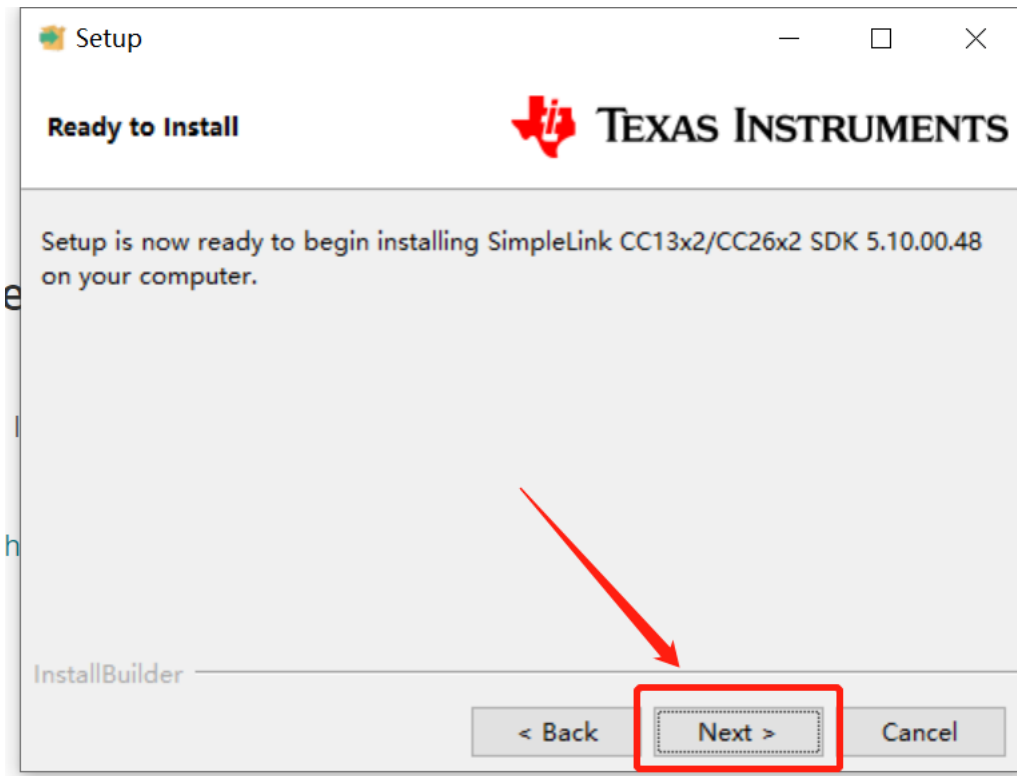 Setup
Ready to Install
TEXAS INSTRUMENTS
Setup is now ready to begin installing SimpleLink CC13x2/CC26x2 SDK 5.10.00.48
on your computer.
e
h
InstallBuilder
< Back
Next >
Cancel